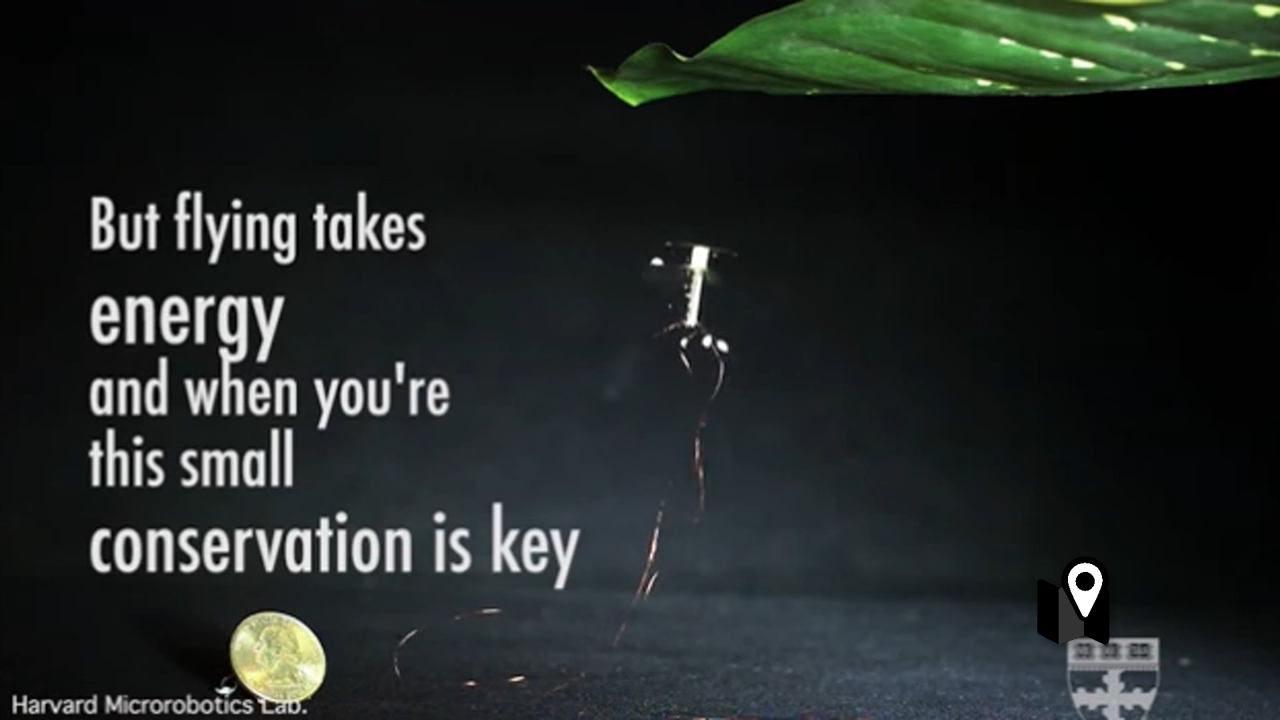 But flying takes
energy
and when you're
this small
conservation is key
Harvard Microrobotics Lab.